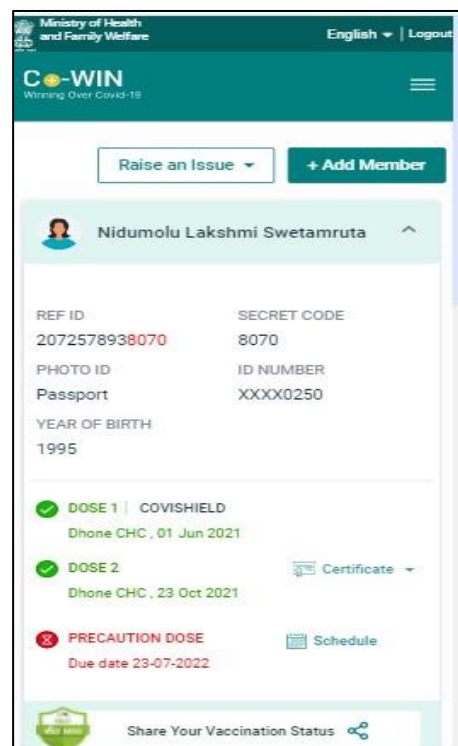 Ministry of Health
and Family Welfare
English | Logout
Co-WIN
Winning Over Covid-19
Raise an Issue
+ Add Member
Nidumolu Lakshmi Swetamruta
REF ID SECRET CODE
2072578938070 8070
PHOTO ID ID NUMBER
Passport XXXX0250
YEAR OF BIRTH
1995
DOSE 1 | COVISHIELD
Dhone CHC , 01 Jun 2021
DOSE 2 Certificate
Dhone CHC , 23 Oct 2021
PRECAUTION DOSE Schedule
Due date 23-07-2022
Share Your Vaccination Status